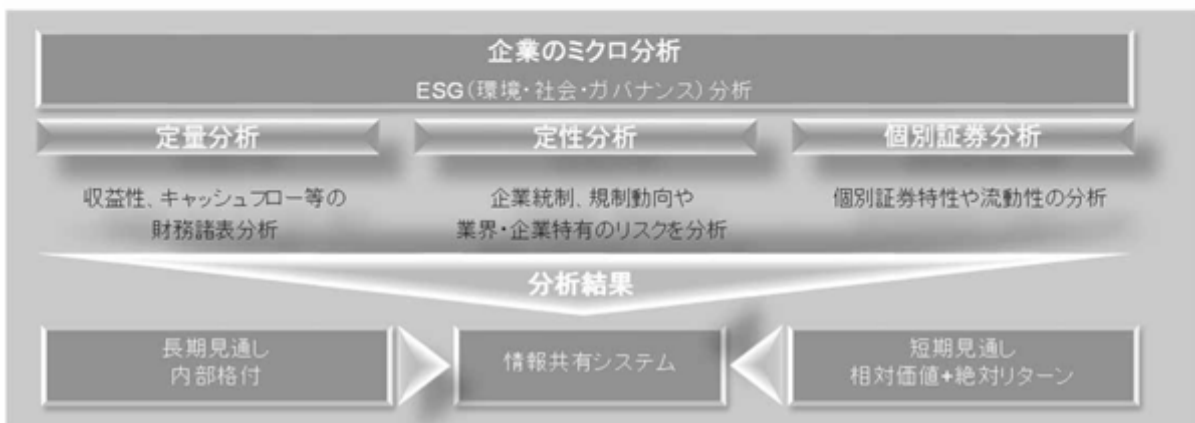 企業のミクロ分析
ESG(環境・社会・ガバナンス)分析
定量分析
定性分析
個別証券分析
収益性、キャッシュフロー等の
財務諸表分析
企業統制、規制動向や
業界・企業特有のリスクを分析
個別証券特性や流動性の分析
分析結果
長期見通し
内部格付
情報共有システム
短期見通し
相対価値+絶対リターン